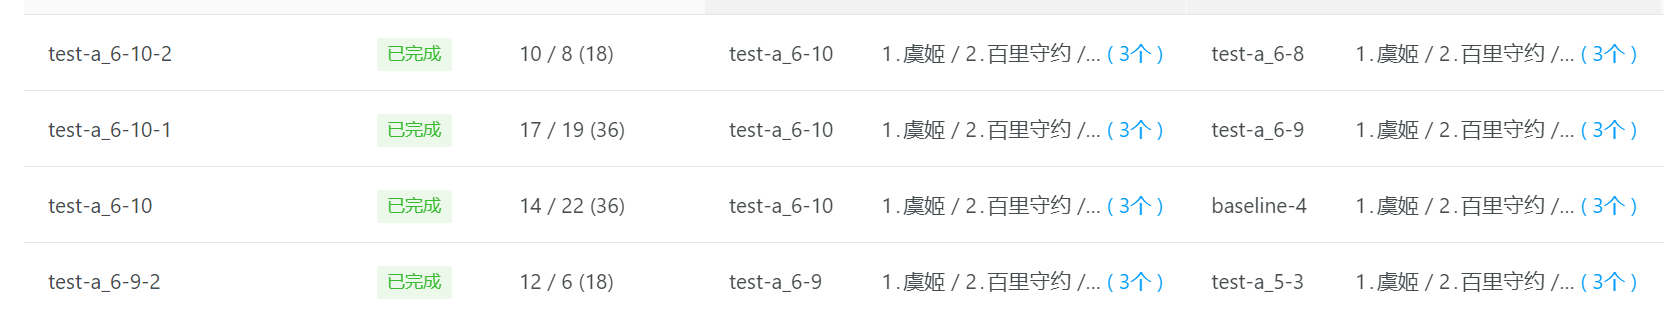 test-a_6-10-2 已完成 10 / 8 (18) test-a_6-10 1.虞姬 / 2.百里守约 /... ( 3个 ) test-a_6-8 1.虞姬 / 2.百里守约 /... ( 3个 )
test-a_6-10-1 已完成 17 / 19 (36) test-a_6-10 1.虞姬 / 2.百里守约 /... ( 3个 ) test-a_6-9 1.虞姬 / 2.百里守约 /... ( 3个 )
test-a_6-10 已完成 14 / 22 (36) test-a_6-10 1.虞姬 / 2.百里守约 /... ( 3个 ) baseline-4 1.虞姬 / 2.百里守约 /... ( 3个 )
test-a_6-9-2 已完成 12 / 6 (18) test-a_6-9 1.虞姬 / 2.百里守约 /... ( 3个 ) test-a_5-3 1.虞姬 / 2.百里守约 /... ( 3个 )